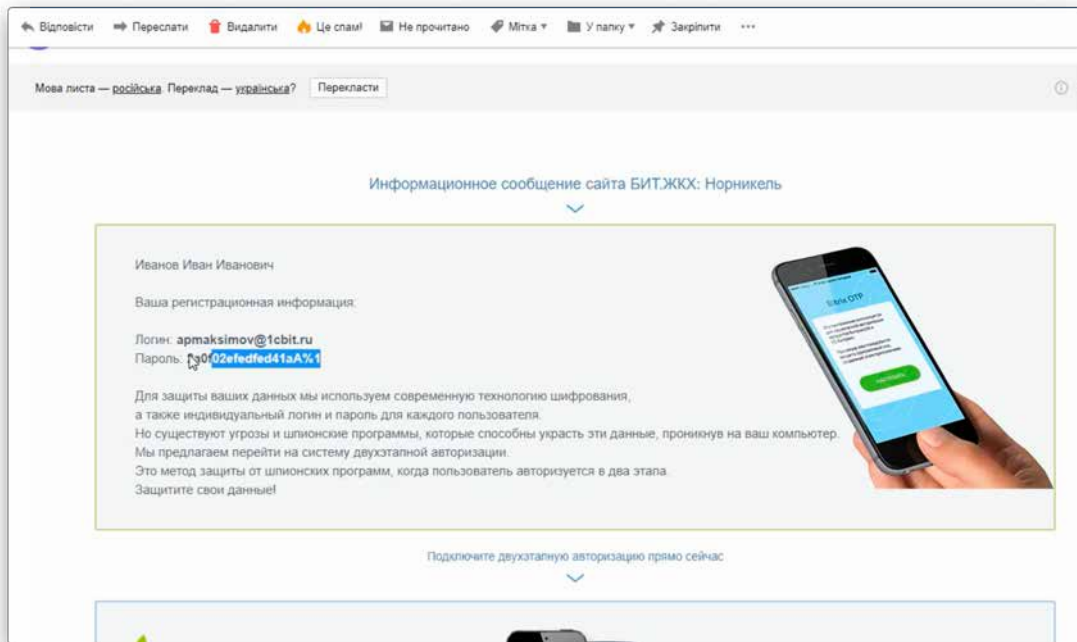 Відповісти Переслати Видалити Це спам! Не прочитано Мітка У папку Закріпити ...
Мова листа — російська. Переклад — українська? Перекласти
Информационное сообщение сайта БИТ.ЖКХ: Норникель
Иванов Иван Иванович
Ваша регистрационная информация:
Логин: apmaksimov@1cbit.ru
Пароль: 02efedfed41aA%1
Для защиты ваших данных мы используем современную технологию шифрования,
а также индивидуальный логин и пароль для каждого пользователя.
Но существуют угрозы и шпионские программы, которые способны украсть эти данные, проникнув на ваш компьютер.
Мы предлагаем перейти на систему двухэтапной авторизации.
Это метод защиты от шпионских программ, когда пользователь авторизуется в два этапа.
Защитите свои данные!
Bitrix OTP
Подключите двухэтапную авторизацию прямо сейчас